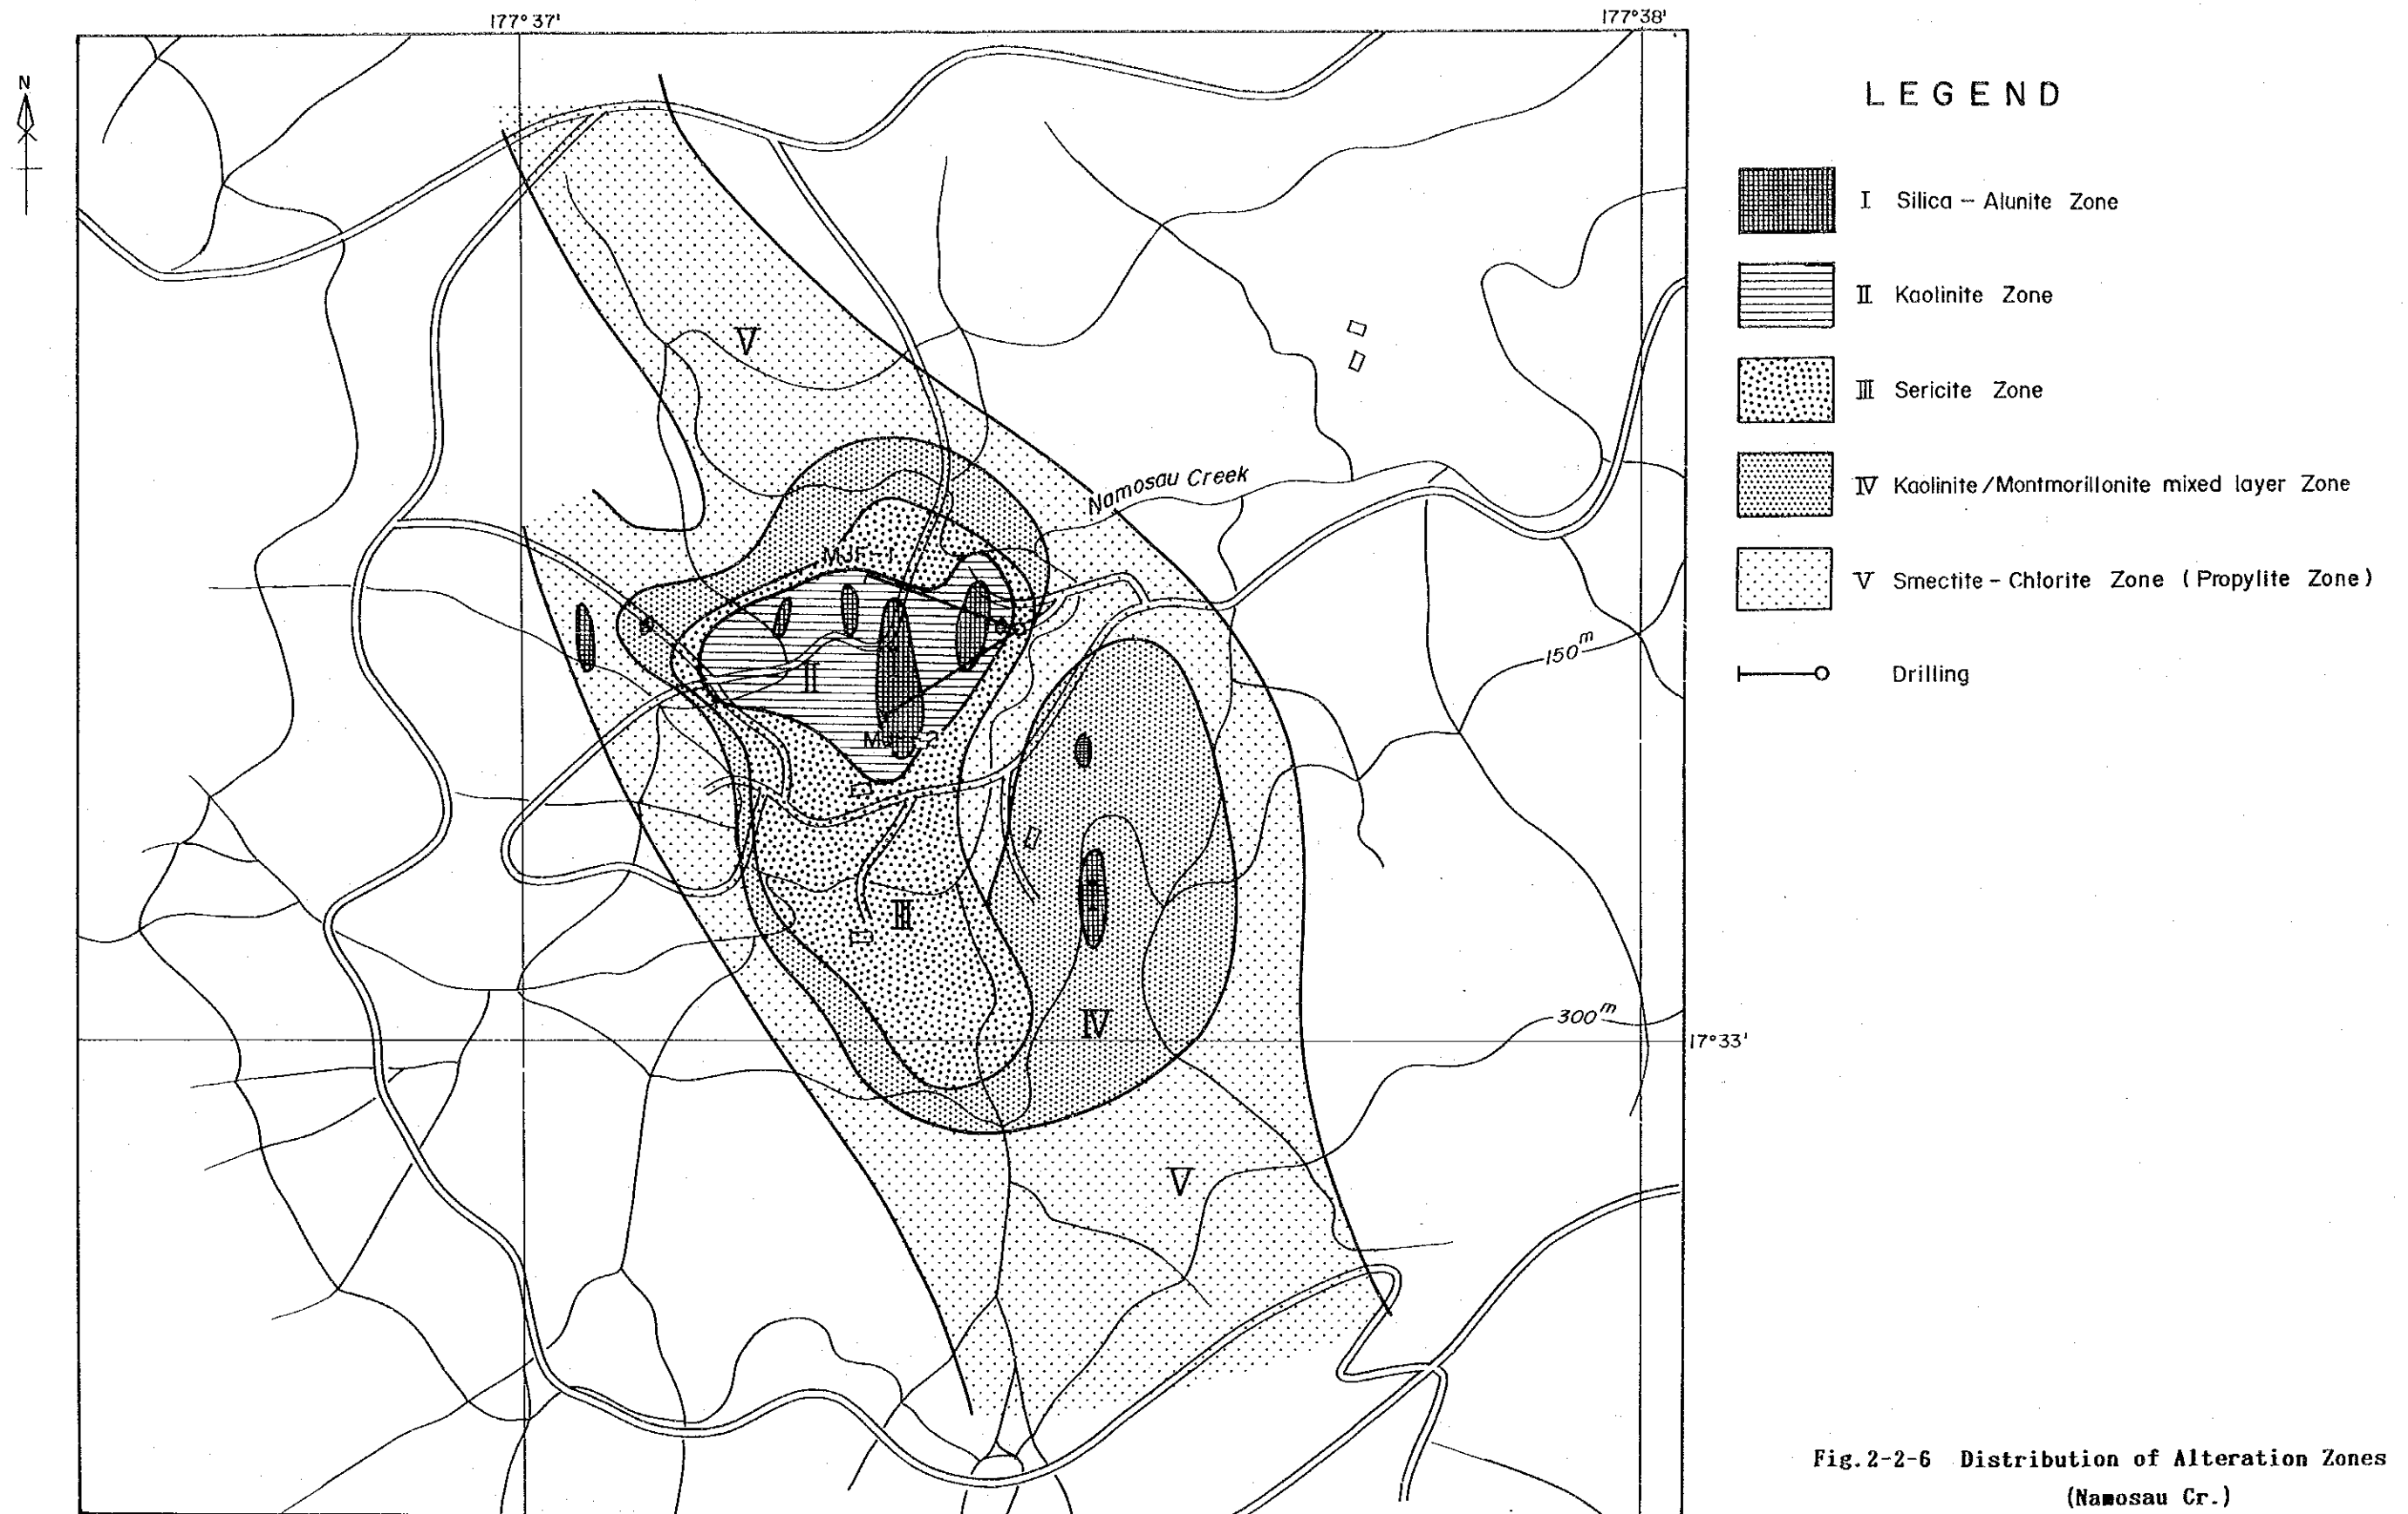 177°37'
177°38'
N
LEGEND
I Silica - Alunite Zone
II Kaolinite Zone
III Sericite Zone
IV Kaolinite/Montmorillonite mixed layer Zone
V Smectite - Chlorite Zone (Propylite Zone)
Drilling
V
Namosau Creek
II
150m
III
IV
300m
17°33'
V
Fig.2-2-6 Distribution of Alteration Zones
(Namosau Cr.)